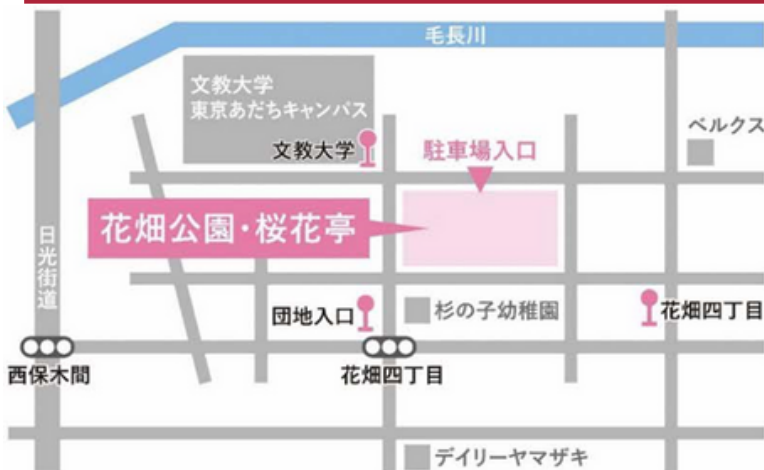 毛長川
文教大学
東京あだちキャンパス
文教大学
駐車場入口
ベルクス
花畑公園・桜花亭
日光街道
団地入口
杉の子幼稚園
花畑四丁目
西保木間
花畑四丁目
デイリーヤマザキ